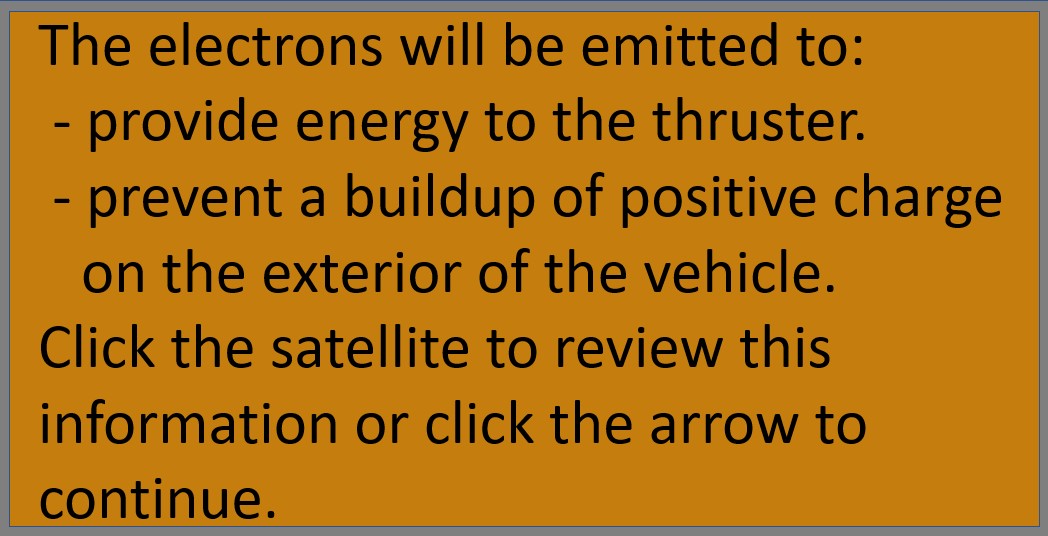 The electrons will be emitted to:
- provide energy to the thruster.
- prevent a buildup of positive charge
on the exterior of the vehicle.
Click the satellite to review this
information or click the arrow to
continue.